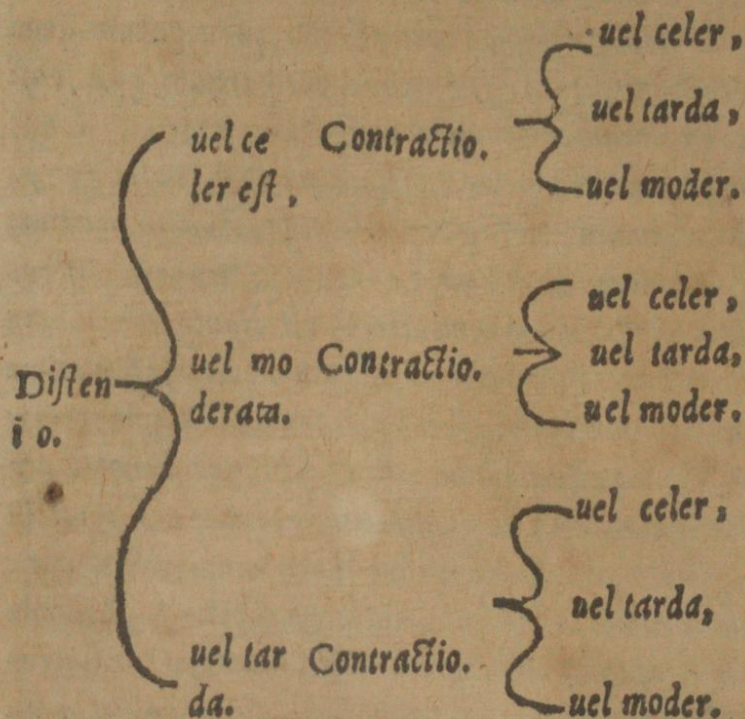 uel celer,
uel ce Contractio. uel tarda,
ler est, uel moder.
uel celer,
uel mo Contractio. uel tarda,
Disten derata. uel moder.
i o.
uel celer,
uel tarda,
uel tar Contractio.
da. uel moder.